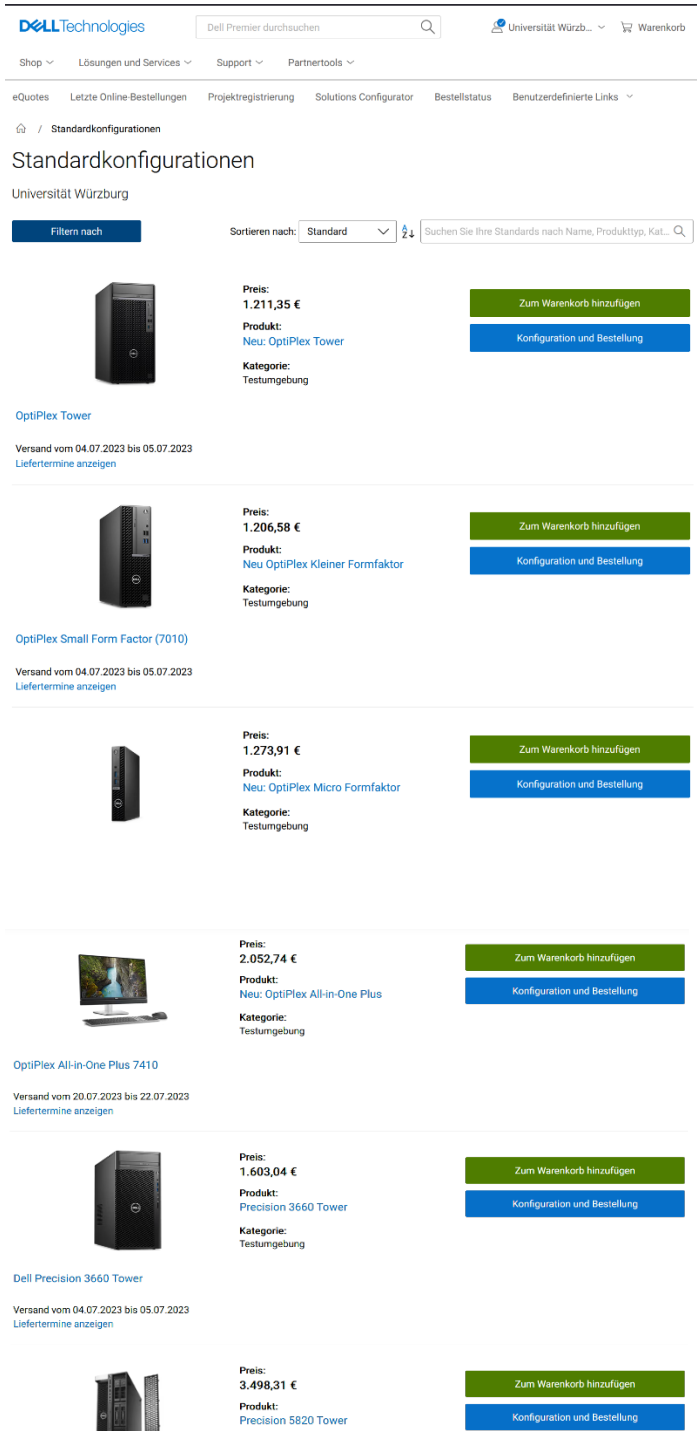 DELLTechnologies
Dell Premier durchsuchen
Universität Würzb...
Warenkorb
Shop
Lösungen und Services
Support
Partnertools
eQuotes
Letzte Online-Bestellungen
Projektregistrierung
Solutions Configurator
Bestellstatus
Benutzerdefinierte Links
/ Standardkonfigurationen
Standardkonfigurationen
Universität Würzburg
Filtern nach
Sortieren nach:
Standard
Suchen Sie Ihre Standards nach Name, Produkttyp, Kat...
Preis:
1.211,35 €
Produkt:
Neu: OptiPlex Tower
Kategorie:
Testumgebung
Zum Warenkorb hinzufügen
Konfiguration und Bestellung
OptiPlex Tower
Versand vom 04.07.2023 bis 05.07.2023
Liefertermine anzeigen
Preis:
1.206,58 €
Produkt:
Neu OptiPlex Kleiner Formfaktor
Kategorie:
Testumgebung
Zum Warenkorb hinzufügen
Konfiguration und Bestellung
OptiPlex Small Form Factor (7010)
Versand vom 04.07.2023 bis 05.07.2023
Liefertermine anzeigen
Preis:
1.273,91 €
Produkt:
Neu: OptiPlex Micro Formfaktor
Kategorie:
Testumgebung
Zum Warenkorb hinzufügen
Konfiguration und Bestellung
Preis:
2.052,74 €
Produkt:
Neu: OptiPlex All-in-One Plus
Kategorie:
Testumgebung
Zum Warenkorb hinzufügen
Konfiguration und Bestellung
OptiPlex All-in-One Plus 7410
Versand vom 20.07.2023 bis 22.07.2023
Liefertermine anzeigen
Preis:
1.603,04 €
Produkt:
Precision 3660 Tower
Kategorie:
Testumgebung
Zum Warenkorb hinzufügen
Konfiguration und Bestellung
Dell Precision 3660 Tower
Versand vom 04.07.2023 bis 05.07.2023
Liefertermine anzeigen
Preis:
3.498,31 €
Produkt:
Precision 5820 Tower
Zum Warenkorb hinzufügen
Konfiguration und Bestellung